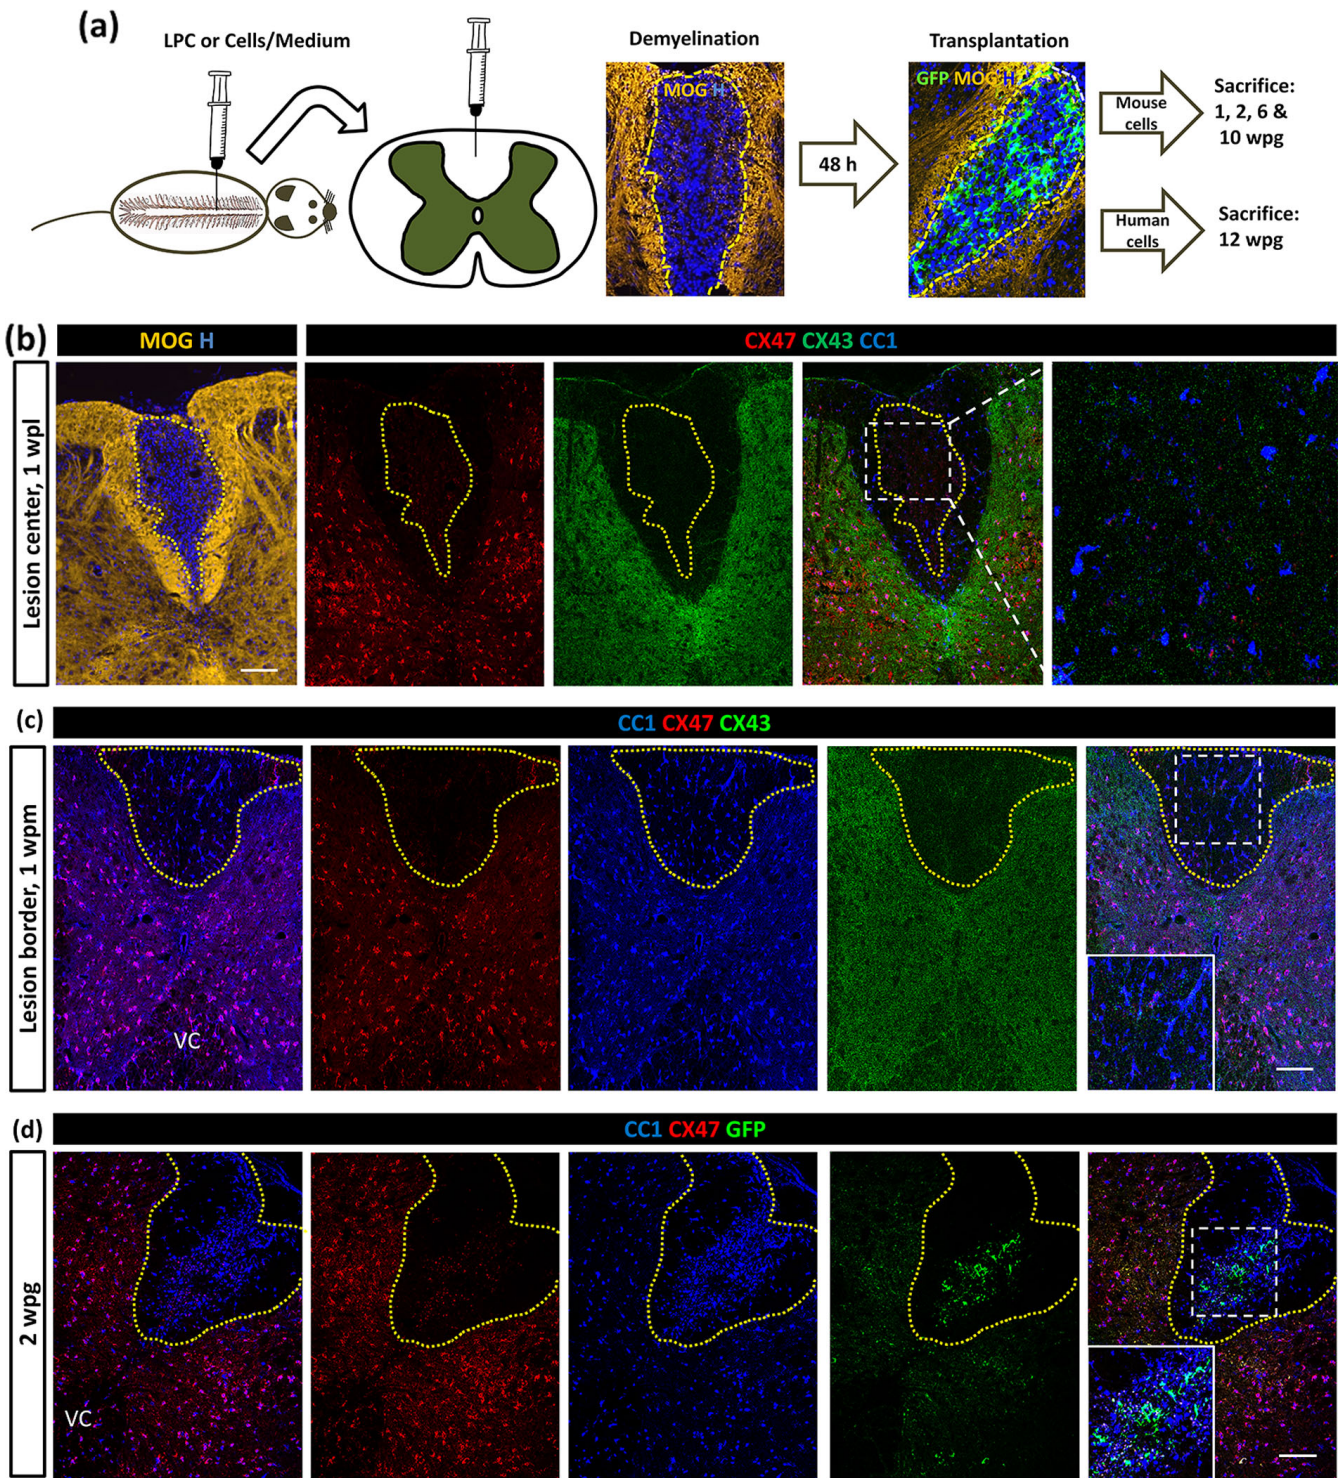 (a)
LPC or Cells/Medium
Demyelination
MOG H
48 h
Transplantation
GFP MOG H
Mouse
cells
Sacrifice:
1, 2, 6 &
10 wpg
Human
cells
Sacrifice:
12 wpg
(b)
MOG H
CX47 CX43 CC1
Lesion center, 1 wpl
(c)
CC1 CX47 CX43
Lesion border, 1 wpm
VC
(d)
CC1 CX47 GFP
2 wpg
VC